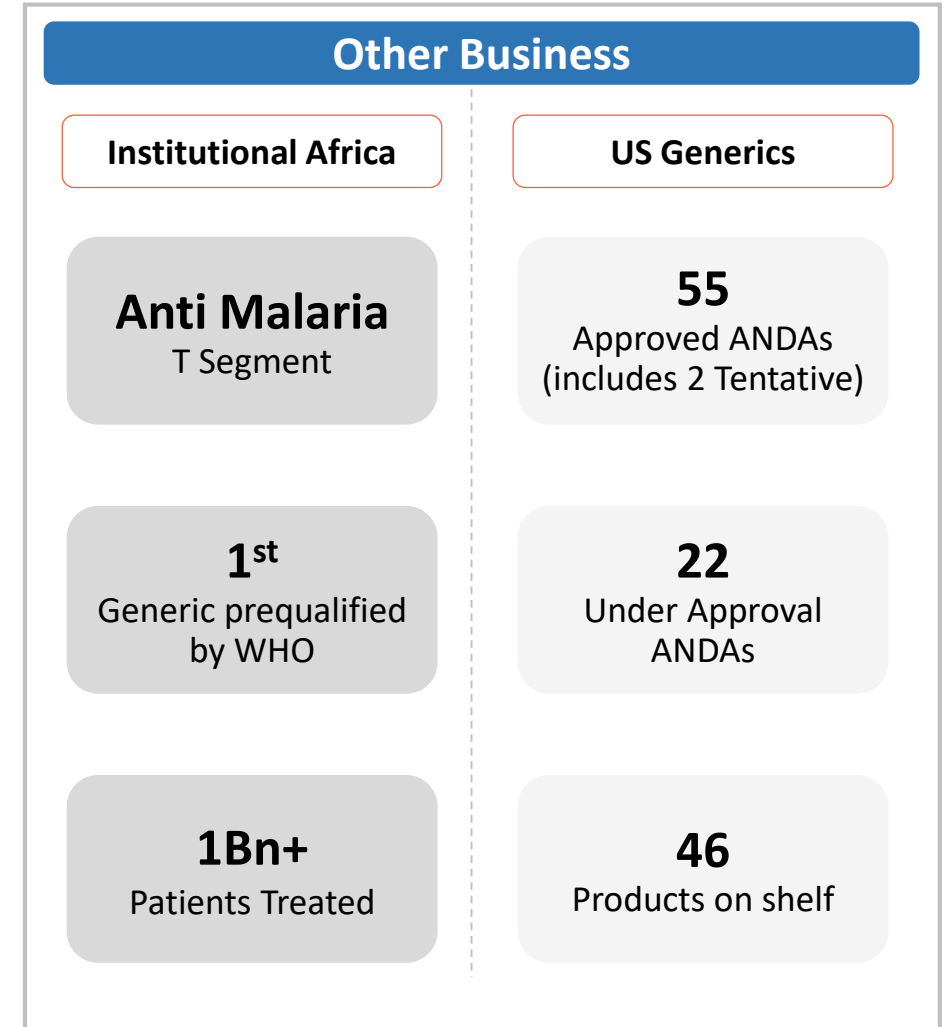 Other Business
Institutional Africa
Anti Malaria
T Segment
1st
Generic prequalified
by WHO
1Bn+
Patients Treated
US Generics
55
Approved ANDAs
(includes 2 Tentative)
22
Under Approval
ANDAs
46
Products on shelf